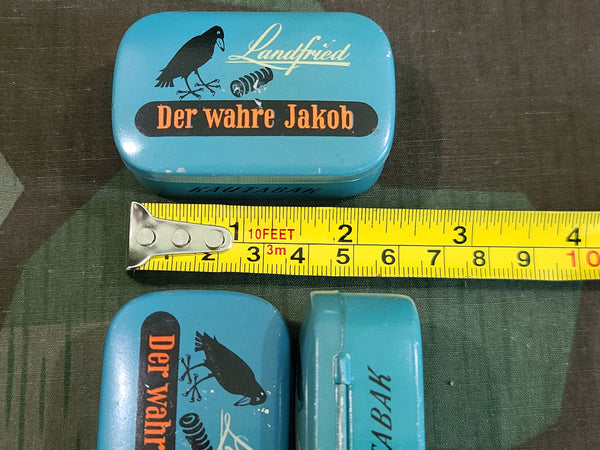 Landfried
Der wahre Jakob
KAUTABAK
1 10FEET 2 3 4
3m 2 3 4 5 6 7 8 9 10
Der wahr
TABAK